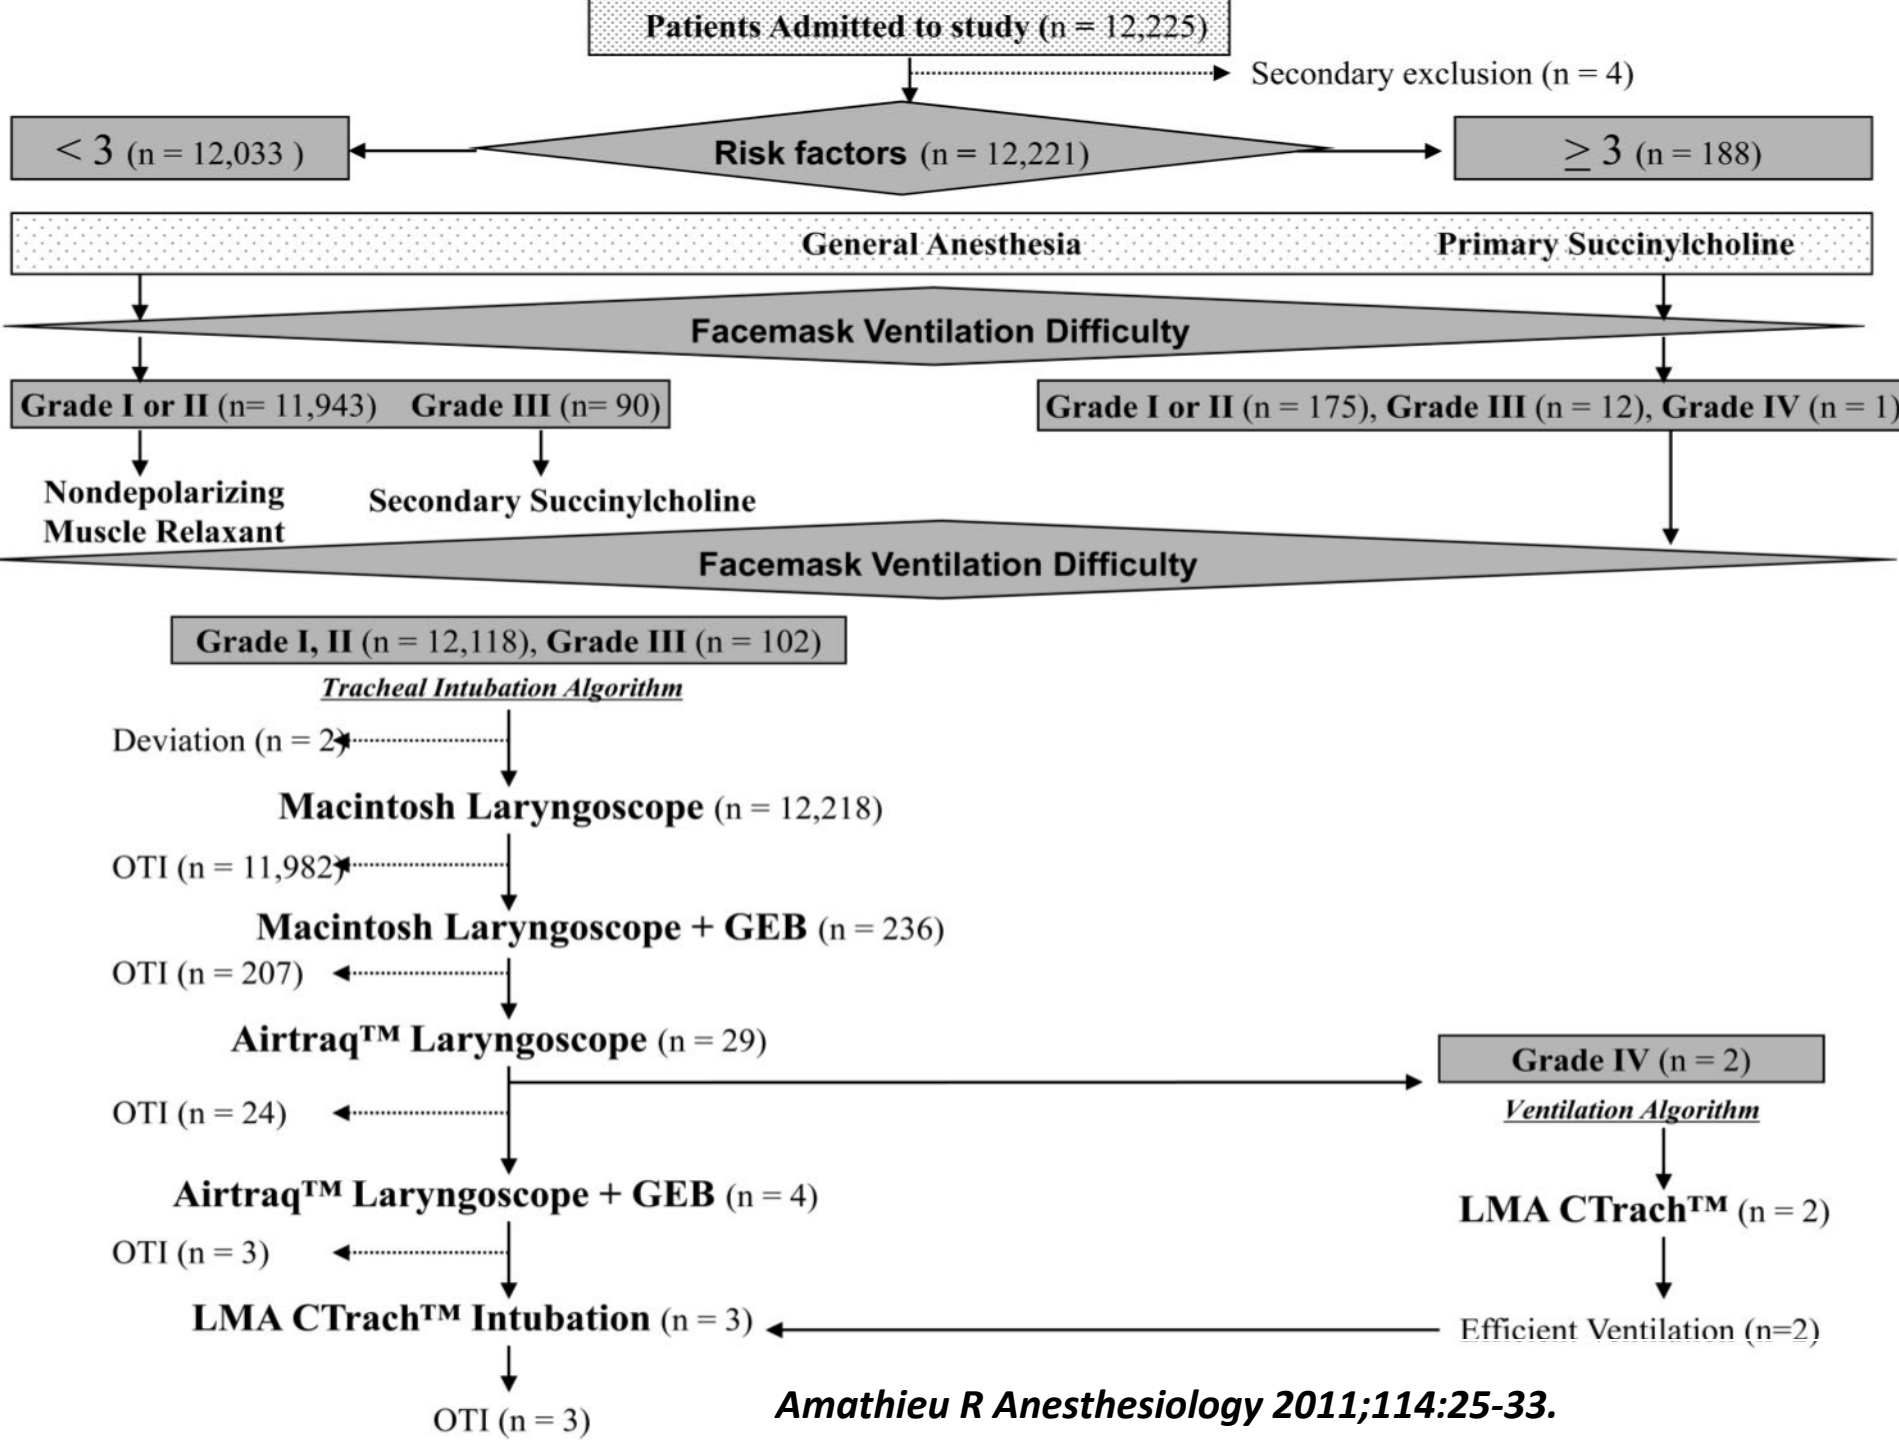 Patients Admitted to study (n = 12,225)
Secondary exclusion (n = 4)
< 3 (n = 12,033 )
Risk factors (n = 12,221)
≥ 3 (n = 188)
General Anesthesia
Primary Succinylcholine
Facemask Ventilation Difficulty
Grade I or II (n= 11,943) Grade III (n= 90)
Grade I or II (n = 175), Grade III (n = 12), Grade IV (n = 1)
Nondepolarizing
Muscle Relaxant
Secondary Succinylcholine
Facemask Ventilation Difficulty
Grade I, II (n = 12,118), Grade III (n = 102)
Tracheal Intubation Algorithm
Deviation (n = 2)
Macintosh Laryngoscope (n = 12,218)
OTI (n = 11,982)
Macintosh Laryngoscope + GEB (n = 236)
OTI (n = 207)
Airtraq™ Laryngoscope (n = 29)
Grade IV (n = 2)
Ventilation Algorithm
OTI (n = 24)
Airtraq™ Laryngoscope + GEB (n = 4)
LMA CTrach™ (n = 2)
OTI (n = 3)
LMA CTrach™ Intubation (n = 3)
Efficient Ventilation (n=2)
OTI (n = 3)
Amathieu R Anesthesiology 2011;114:25-33.